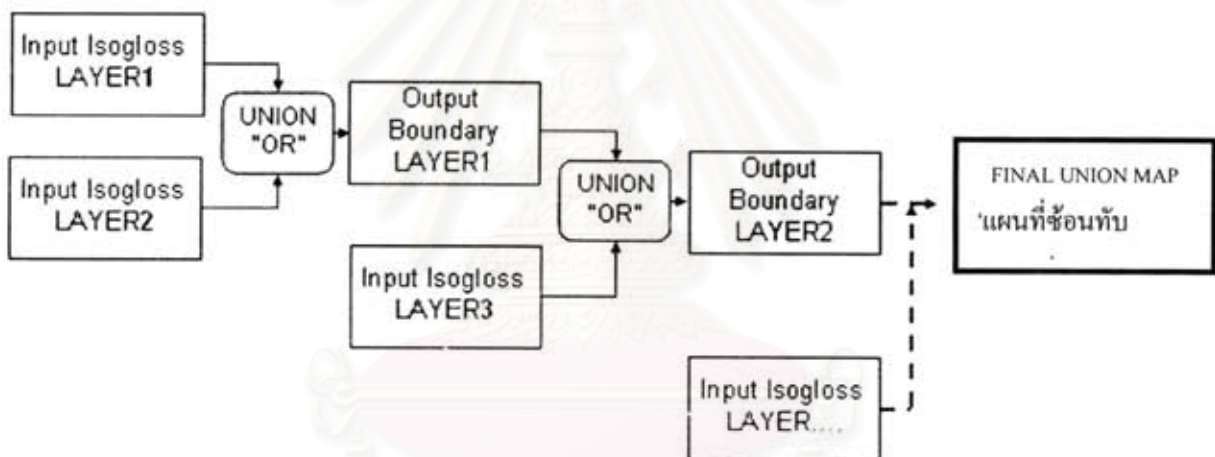 Input Isogloss
LAYER1
Input Isogloss
LAYER2
UNION
"OR"
Output
Boundary
LAYER1
Input Isogloss
LAYER3
UNION
"OR"
Output
Boundary
LAYER2
Input Isogloss
LAYER....
FINAL UNION MAP
'แผนที่ซ้อนทับ